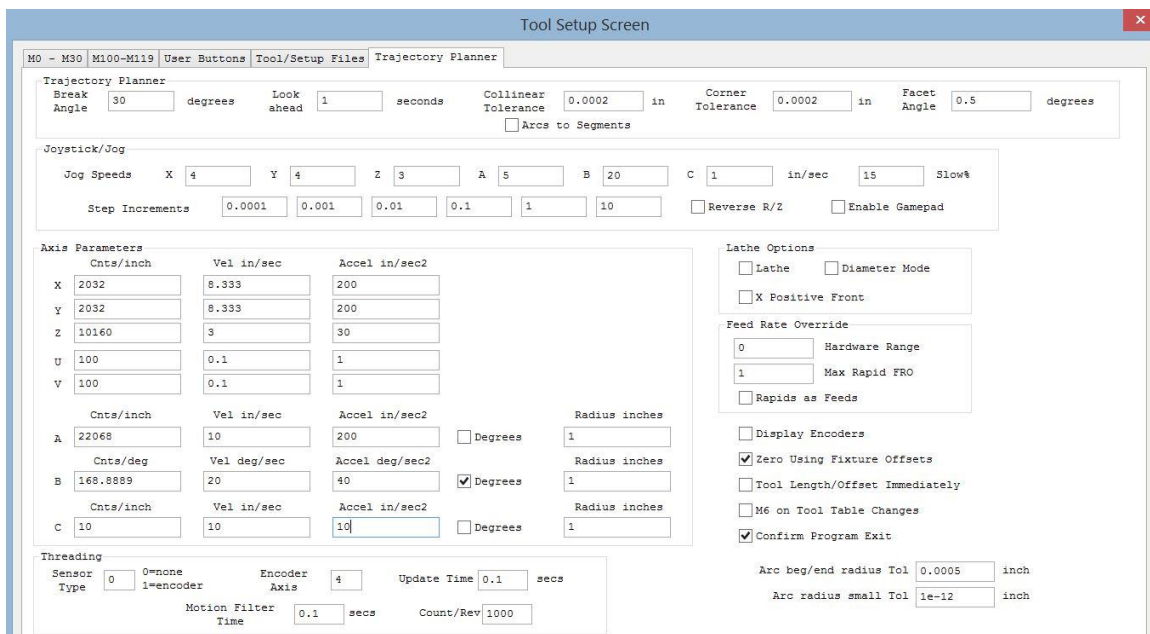 Tool Setup Screen
M0 - M30 M100-M119 User Buttons Tool/Setup Files Trajectory Planner
Trajectory Planner
Break Angle 30 degrees Look ahead 1 seconds Collinear Tolerance 0.0002 in Corner Tolerance 0.0002 in Facet Angle 0.5 degrees
Arcs to Segments
Joystick/Jog
Jog Speeds X 4 Y 4 Z 3 A 5 B 20 C 1 in/sec 15 Slow%
Step Increments 0.0001 0.001 0.01 0.1 1 10 Reverse R/Z Enable Gamepad
Axis Parameters
Cnts/inch Vel in/sec Accel in/sec2
X 2032 8.333 200
Y 2032 8.333 200
Z 10160 3 30
U 100 0.1 1
V 100 0.1 1
Cnts/inch Vel in/sec Accel in/sec2 Radius inches
A 22068 10 200 Degrees 1
Cnts/deg Vel deg/sec Accel deg/sec2 Radius inches
B 168.8889 20 40 Degrees 1
Cnts/inch Vel in/sec Accel in/sec2 Radius inches
C 10 10 10 Degrees 1
Lathe Options
Lathe Diameter Mode
X Positive Front
Feed Rate Override
0 Hardware Range
1 Max Rapid FRO
Rapids as Feeds
Display Encoders
Zero Using Fixture Offsets
Tool Length/Offset Immediately
M6 on Tool Table Changes
Confirm Program Exit
Threading
Sensor Type 0 0=none 1=encoder Encoder Axis 4 Update Time 0.1 secs
Motion Filter Time 0.1 secs Count/Rev 1000
Arc beg/end radius Tol 0.0005 inch
Arc radius small Tol 1e-12 inch